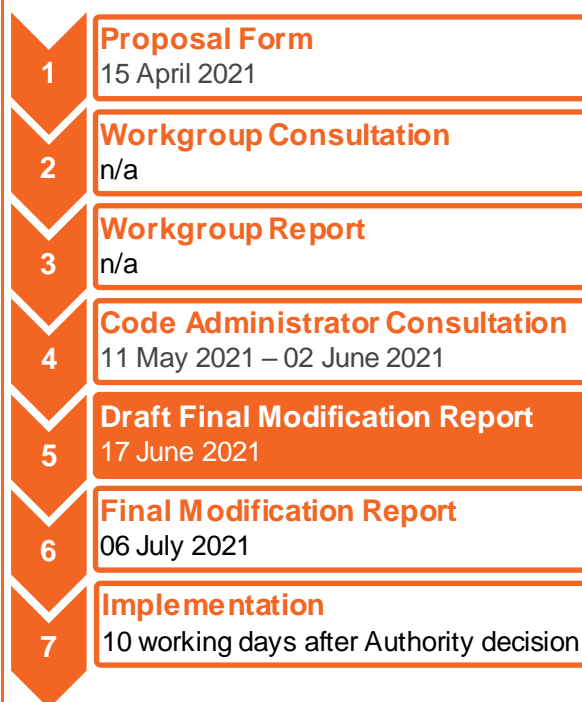 1
Proposal Form
15 April 2021
2
Workgroup Consultation
n/a
3
Workgroup Report
n/a
4
Code Administrator Consultation
11 May 2021 – 02 June 2021
5
Draft Final Modification Report
17 June 2021
6
Final Modification Report
06 July 2021
7
Implementation
10 working days after Authority decision